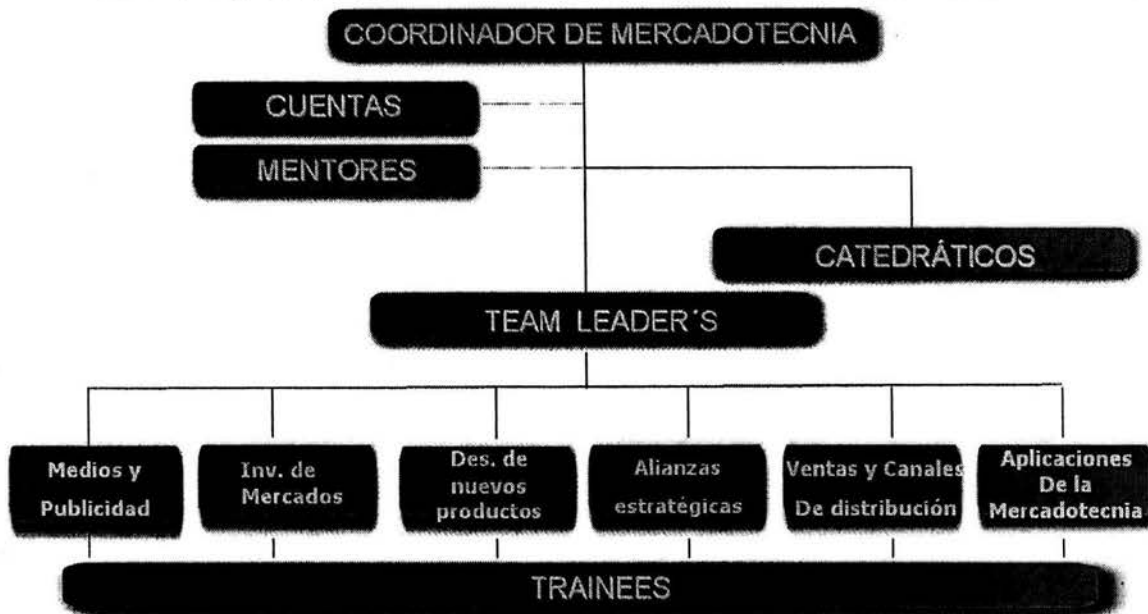 COORDINADOR DE MERCADOTECNIA
CUENTAS
MENTORES
CATEDRÁTICOS
TEAM LEADER´S
Medios y
Publicidad
Inv. de
Mercados
Des. de
nuevos
productos
Alianzas
estratégicas
Ventas y Canales
De distribución
Aplicaciones
De la
Mercadotecnia
TRAINEES